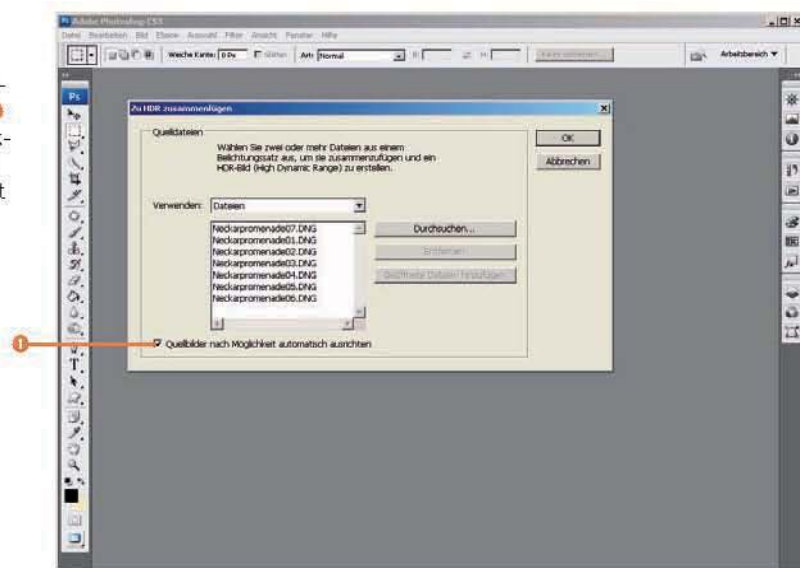 Adobe Photoshop CS3
Datei Bearbeiten Bild Ebene Auswahl Filter Ansicht Fenster Hilfe
Weiche Kante: 0 Px Glätten Art: Normal B: H: Arbeitsbereich
Ps
Zu HDR zusammenfügen
Quelldateien
Wählen Sie zwei oder mehr Dateien aus einem
Belichtungssatz aus, um sie zusammenzufügen und ein
HDR-Bild (High Dynamic Range) zu erstellen.
OK
Abbrechen
Verwenden: Dateien
Neckarpromenade07.DNG
Neckarpromenade01.DNG
Neckarpromenade02.DNG
Neckarpromenade03.DNG
Neckarpromenade04.DNG
Neckarpromenade05.DNG
Neckarpromenade06.DNG
Durchsuchen...
Entfernen
Geöffnete Dateien hinzufügen
1
Quellbilder nach Möglichkeit automatisch ausrichten
T